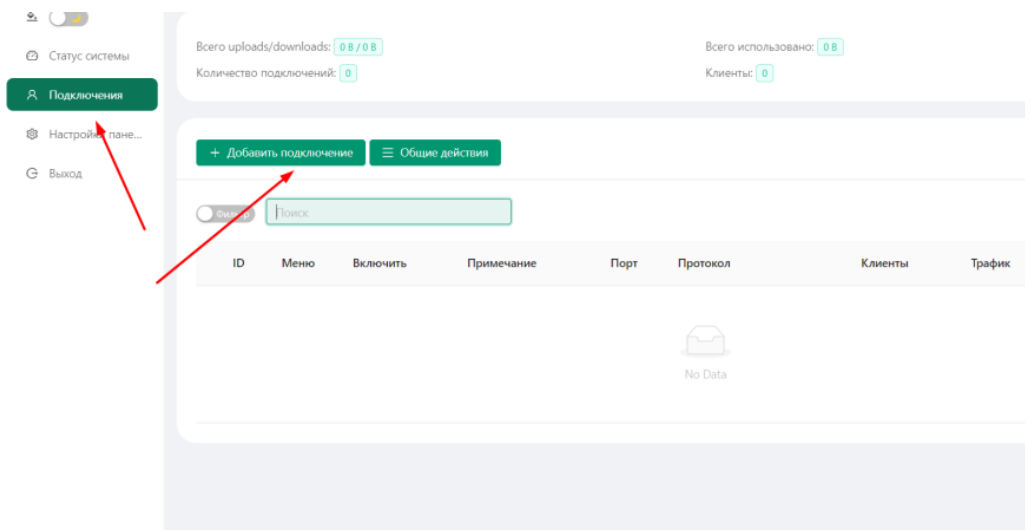 Статус системы
Подключения
Настройки пане...
Выход
Всего uploads/downloads: 0 B / 0 B
Всего использовано: 0 B
Количество подключений: 0
Клиенты: 0
+ Добавить подключение
Общие действия
Фильтр
Поиск
ID Меню Включить Примечание Порт Протокол Клиенты Трафик
No Data